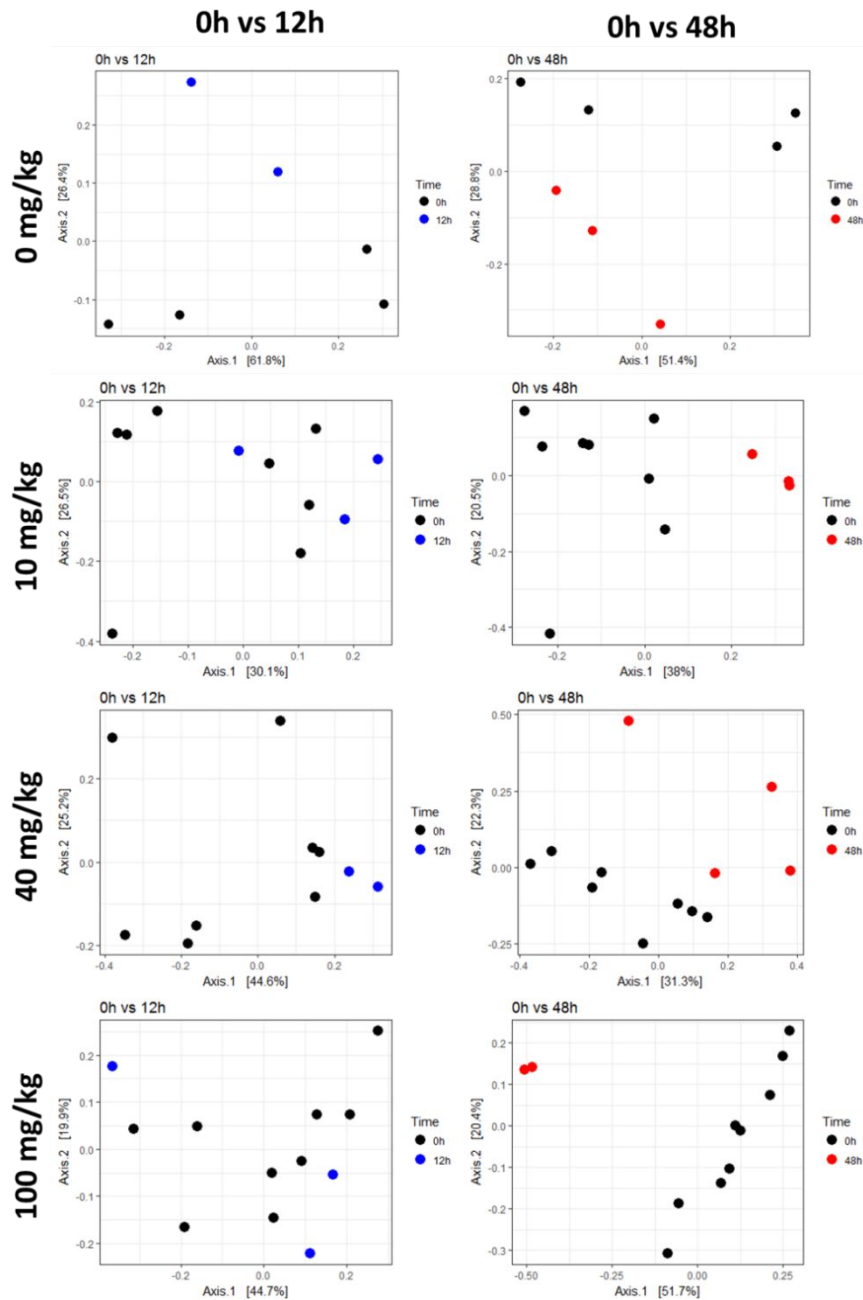 0h vs 12h
0h vs 48h
0 mg/kg
0h vs 12h
Axis.2 [26.4%]
0.2
0.1
0.0
-0.1
-0.2
0.0
0.2
Axis.1 [61.8%]
Time
0h
12h
0h vs 48h
Axis.2 [28.8%]
0.2
0.0
-0.2
-0.2
0.0
0.2
Axis.1 [51.4%]
Time
0h
48h
10 mg/kg
0h vs 12h
Axis.2 [26.5%]
0.2
0.0
-0.2
-0.4
-0.2
-0.1
0.0
0.1
0.2
Axis.1 [30.1%]
Time
0h
12h
0h vs 48h
Axis.2 [20.5%]
0.2
0.0
-0.2
-0.4
-0.2
0.0
0.2
Axis.1 [38%]
Time
0h
48h
40 mg/kg
0h vs 12h
Axis.2 [25.2%]
0.2
0.0
-0.2
-0.4
-0.2
0.0
0.2
Axis.1 [44.6%]
Time
0h
12h
0h vs 48h
Axis.2 [22.3%]
0.50
0.25
0.00
-0.25
-0.4
-0.2
0.0
0.2
0.4
Axis.1 [31.3%]
Time
0h
48h
100 mg/kg
0h vs 12h
Axis.2 [19.9%]
0.2
0.1
0.0
-0.1
-0.2
-0.2
0.0
0.2
Axis.1 [44.7%]
Time
0h
12h
0h vs 48h
Axis.2 [20.4%]
0.2
0.1
0.0
-0.1
-0.2
-0.3
-0.50
-0.25
0.00
0.25
Axis.1 [51.7%]
Time
0h
48h